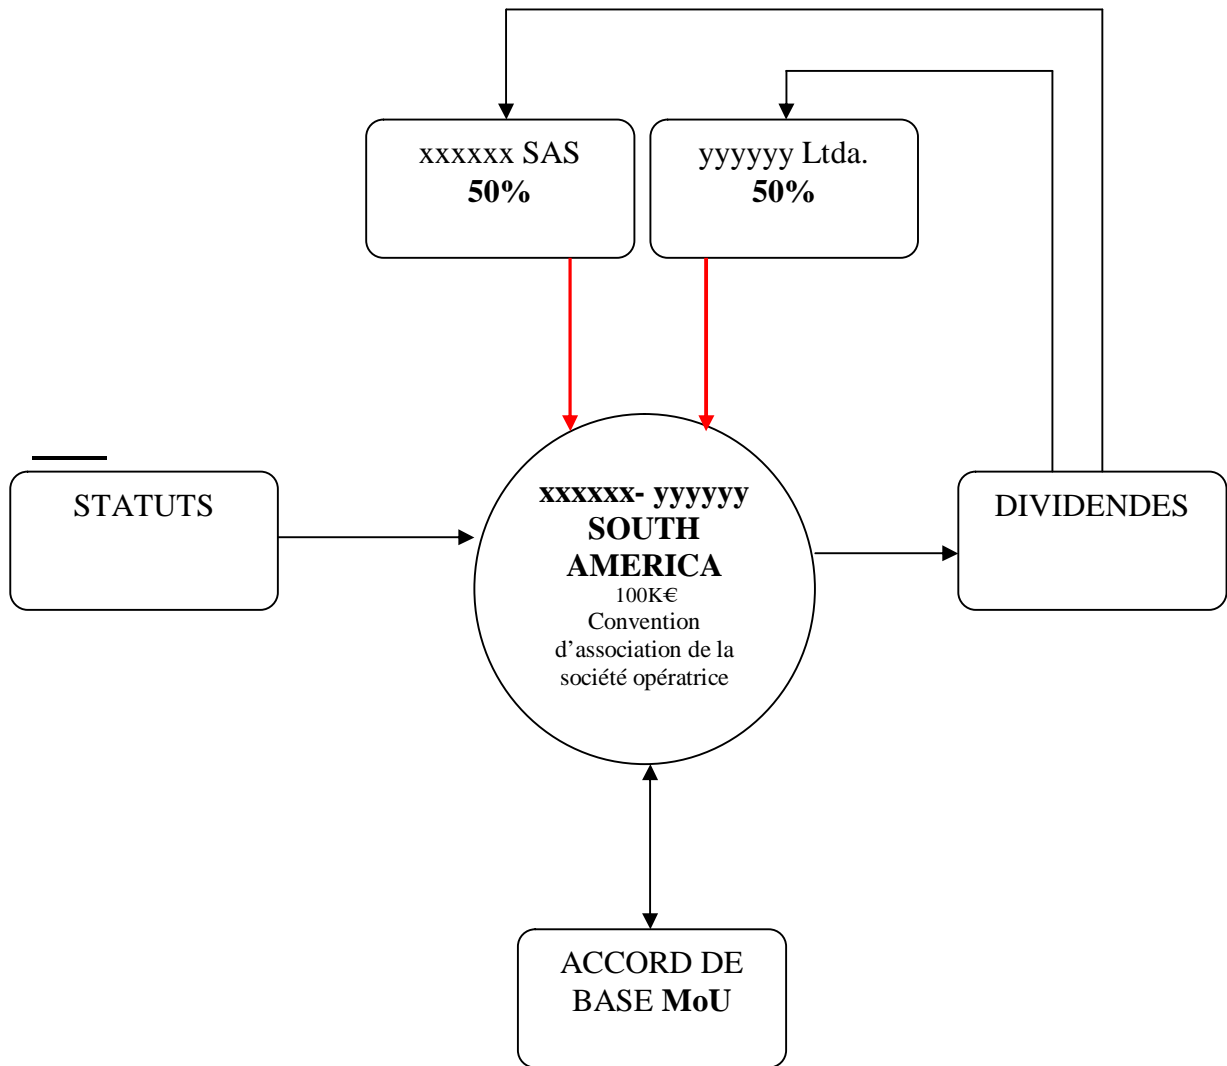 xxxxxx SAS
50%
yyyyyy Ltda.
50%
STATUTS
xxxxxx- yyyyyy
SOUTH
AMERICA
100K€
Convention
d’association de la
société opératrice
DIVIDENDES
ACCORD DE
BASE MoU